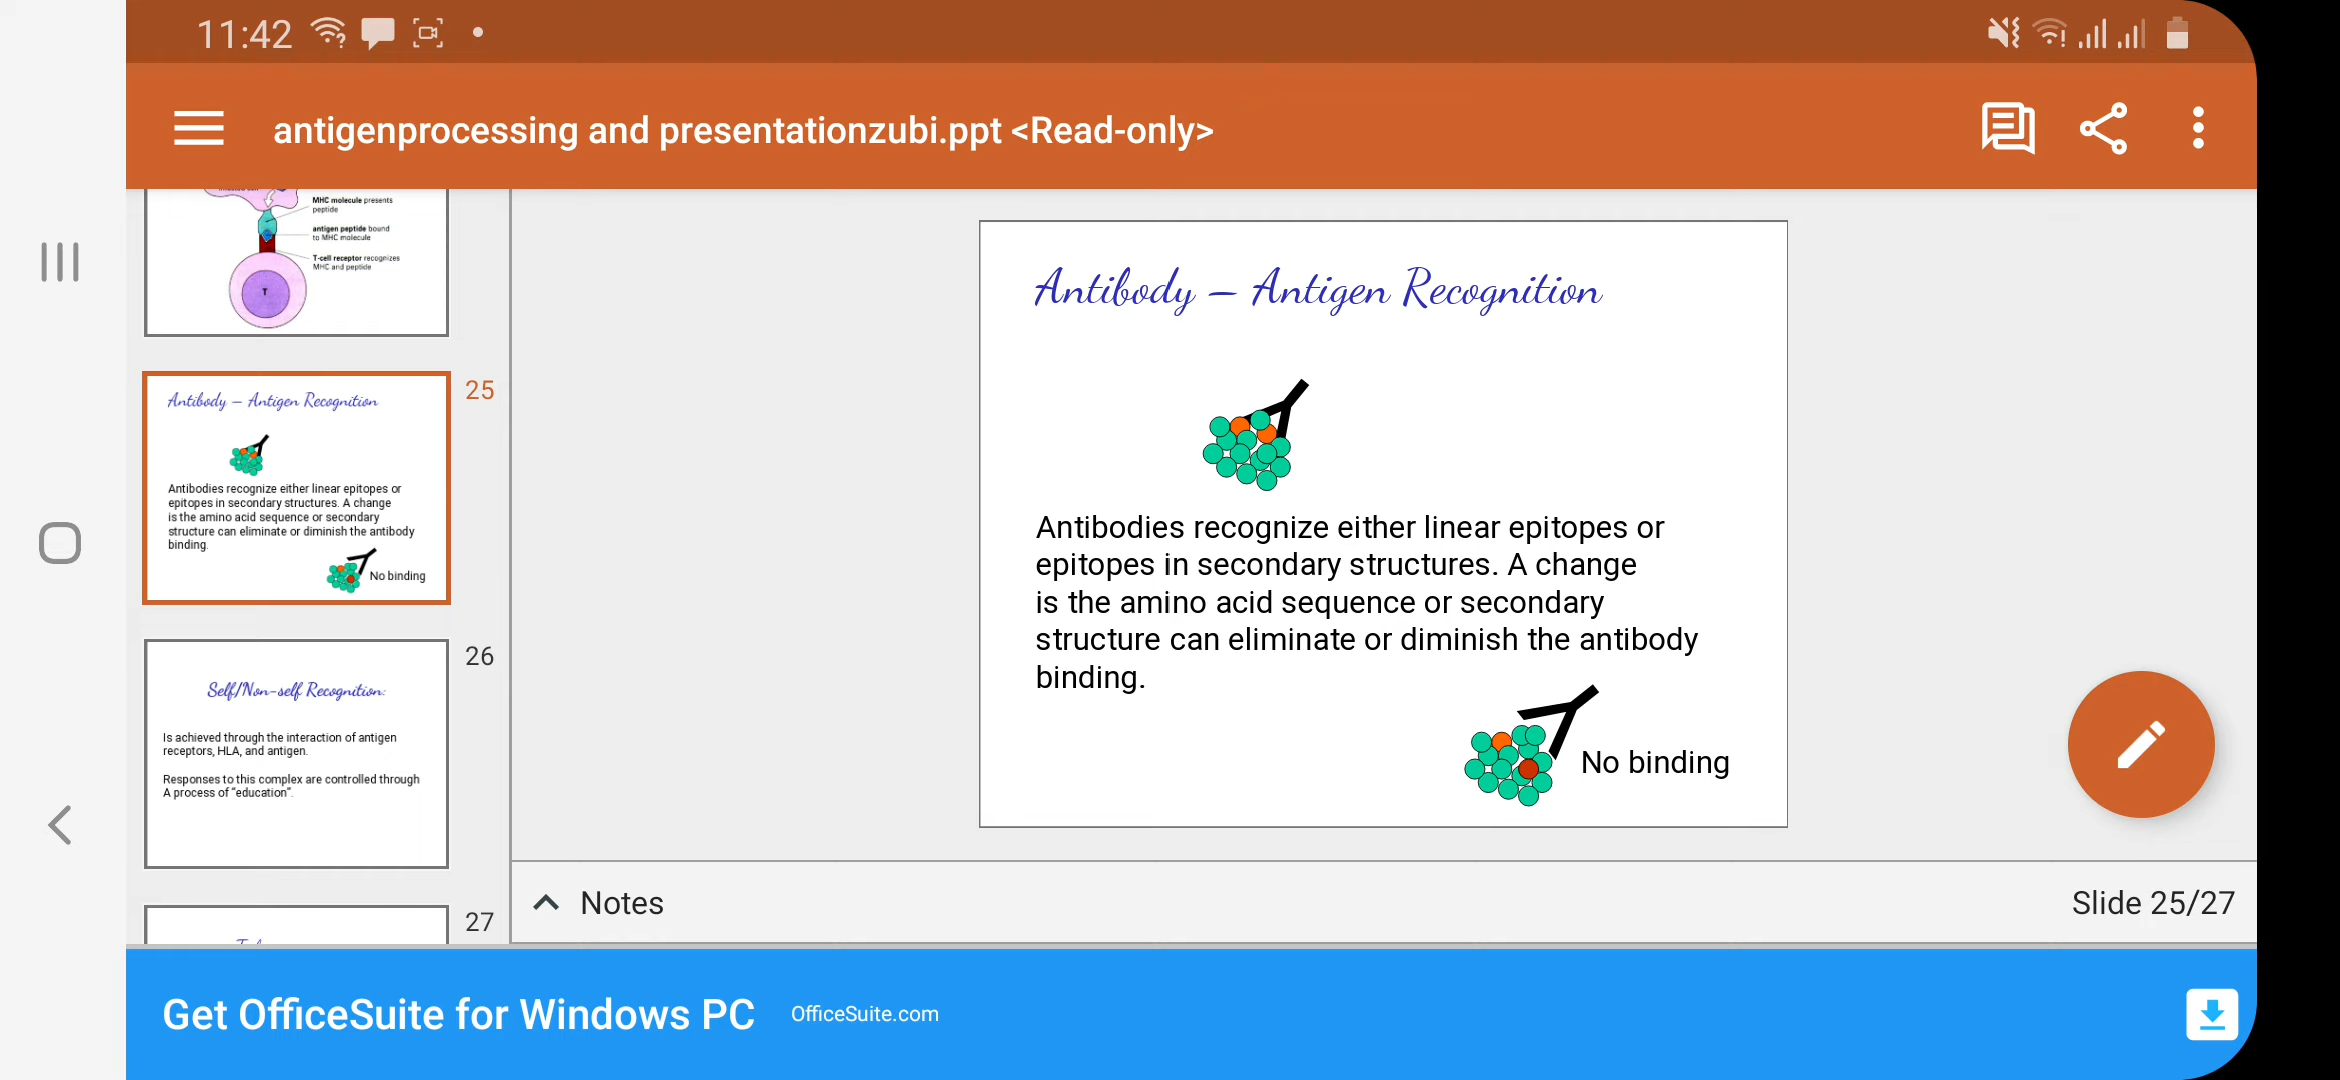 11:42
antigenprocessing and presentationzubi.ppt <Read-only>
MHC molecule presents
peptide
antigen peptide bound
to MHC molecule
T-cell receptor recognizes
MHC and peptide
T
25
Antibody – Antigen Recognition
Antibodies recognize either linear epitopes or
epitopes in secondary structures. A change
is the amino acid sequence or secondary
structure can eliminate or diminish the antibody
binding.
No binding
26
Self/Non-self Recognition:
Is achieved through the interaction of antigen
receptors, HLA, and antigen.
Responses to this complex are controlled through
A process of "education".
27
Antibody – Antigen Recognition
Antibodies recognize either linear epitopes or
epitopes in secondary structures. A change
is the amino acid sequence or secondary
structure can eliminate or diminish the antibody
binding.
No binding
Notes
Slide 25/27
Get OfficeSuite for Windows PC
OfficeSuite.com